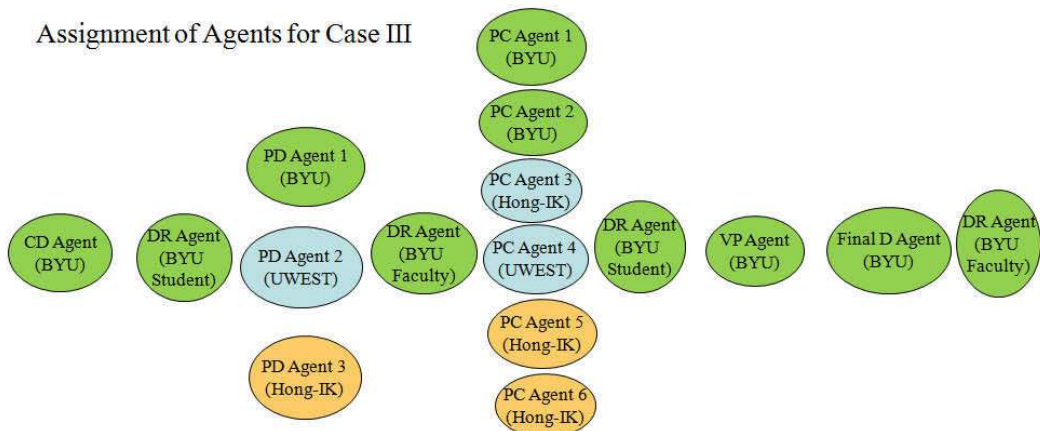 Assignment of Agents for Case III
PC Agent 1
(BYU)
PC Agent 2
(BYU)
PD Agent 1
(BYU)
PC Agent 3
(Hong-IK)
CD Agent
(BYU)
DR Agent
(BYU
Student)
PD Agent 2
(UWEST)
DR Agent
(BYU
Faculty)
PC Agent 4
(UWEST)
DR Agent
(BYU
Student)
VP Agent
(BYU)
Final D Agent
(BYU)
DR Agent
(BYU
Faculty)
PD Agent 3
(Hong-IK)
PC Agent 5
(Hong-IK)
PC Agent 6
(Hong-IK)